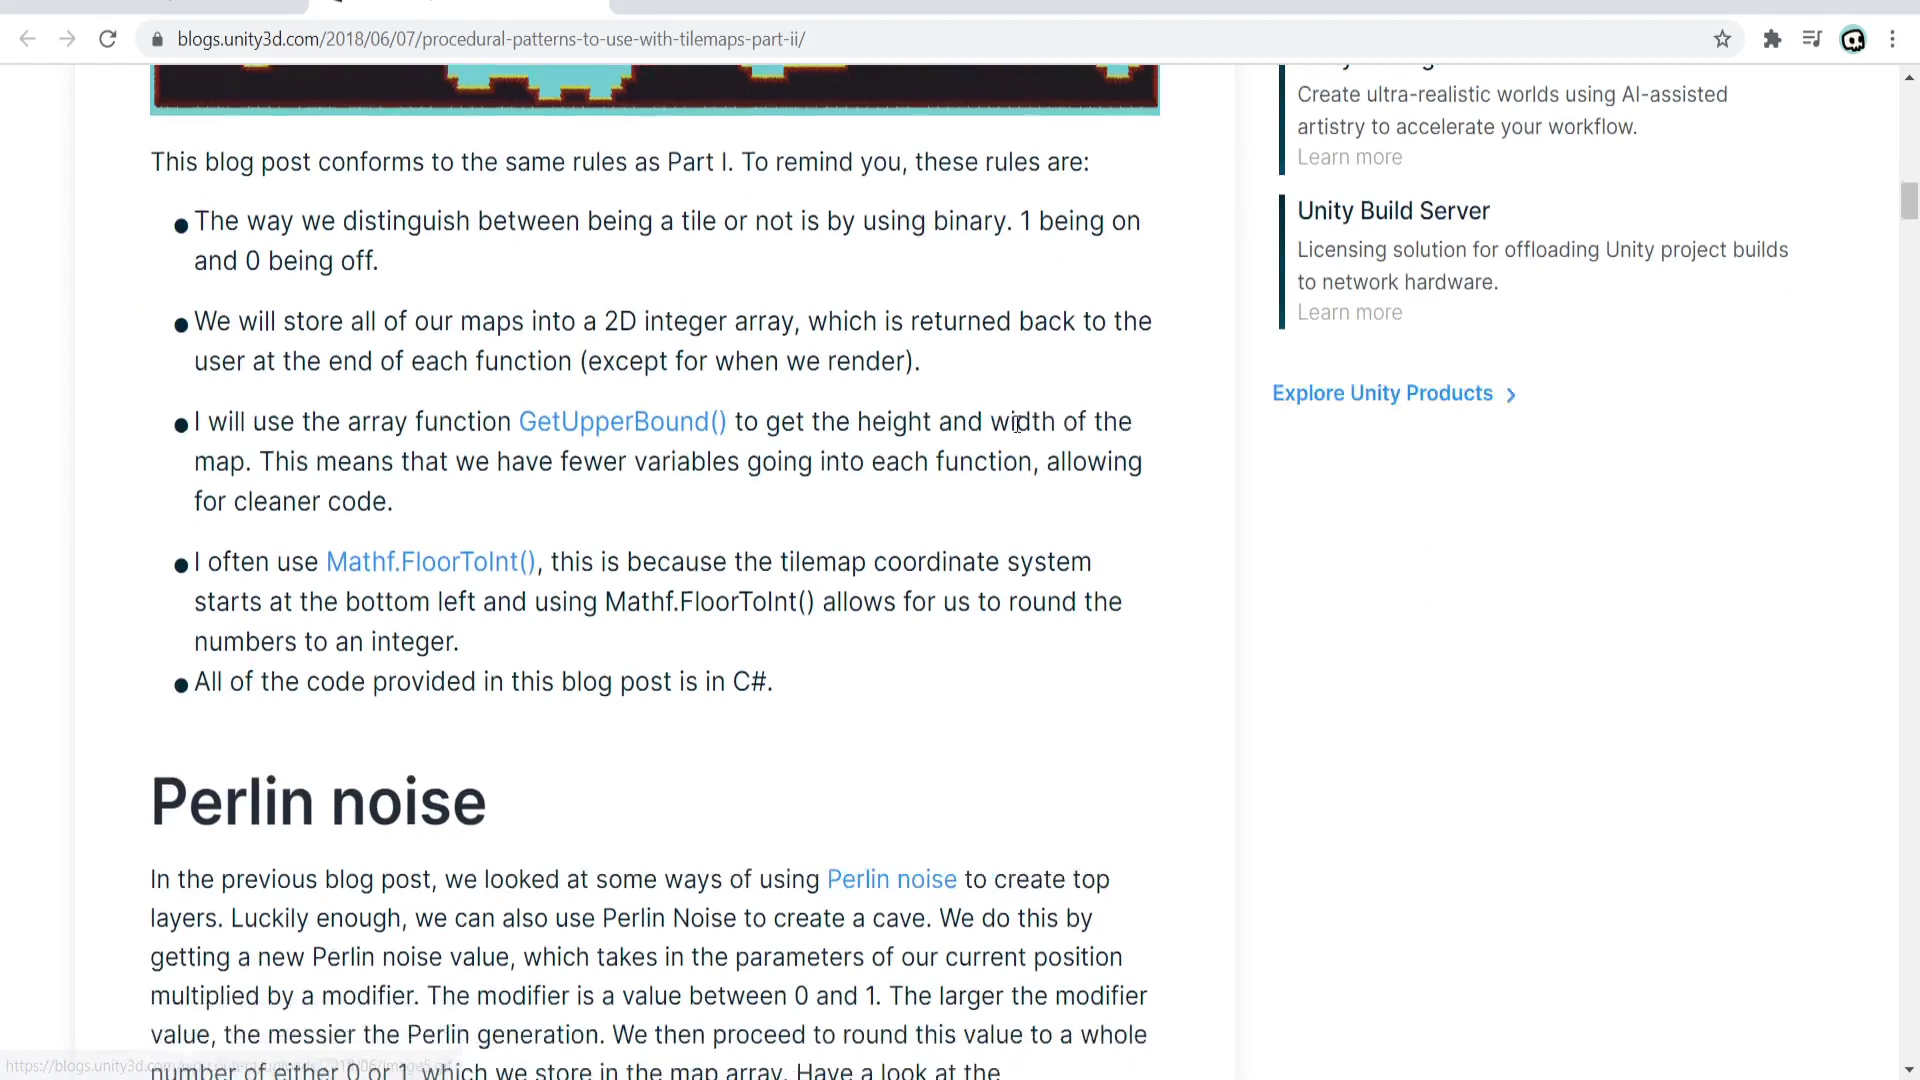 blogs.unity3d.com/2018/06/07/procedural-patterns-to-use-with-tilemaps-part-ii/
This blog post conforms to the same rules as Part I. To remind you, these rules are:
The way we distinguish between being a tile or not is by using binary. 1 being on
and 0 being off.
We will store all of our maps into a 2D integer array, which is returned back to the
user at the end of each function (except for when we render).
I will use the array function GetUpperBound() to get the height and width of the
map. This means that we have fewer variables going into each function, allowing
for cleaner code.
I often use Mathf.FloorToInt(), this is because the tilemap coordinate system
starts at the bottom left and using Mathf.FloorToInt() allows for us to round the
numbers to an integer.
All of the code provided in this blog post is in C#.
Perlin noise
In the previous blog post, we looked at some ways of using Perlin noise to create top
layers. Luckily enough, we can also use Perlin Noise to create a cave. We do this by
getting a new Perlin noise value, which takes in the parameters of our current position
multiplied by a modifier. The modifier is a value between 0 and 1. The larger the modifier
value, the messier the Perlin generation. We then proceed to round this value to a whole
number of either 0 or 1, which we store in the map array. Have a look at the
Create ultra-realistic worlds using AI-assisted
artistry to accelerate your workflow.
Learn more
Unity Build Server
Licensing solution for offloading Unity project builds
to network hardware.
Learn more
Explore Unity Products
https://blogs.unity3d.com